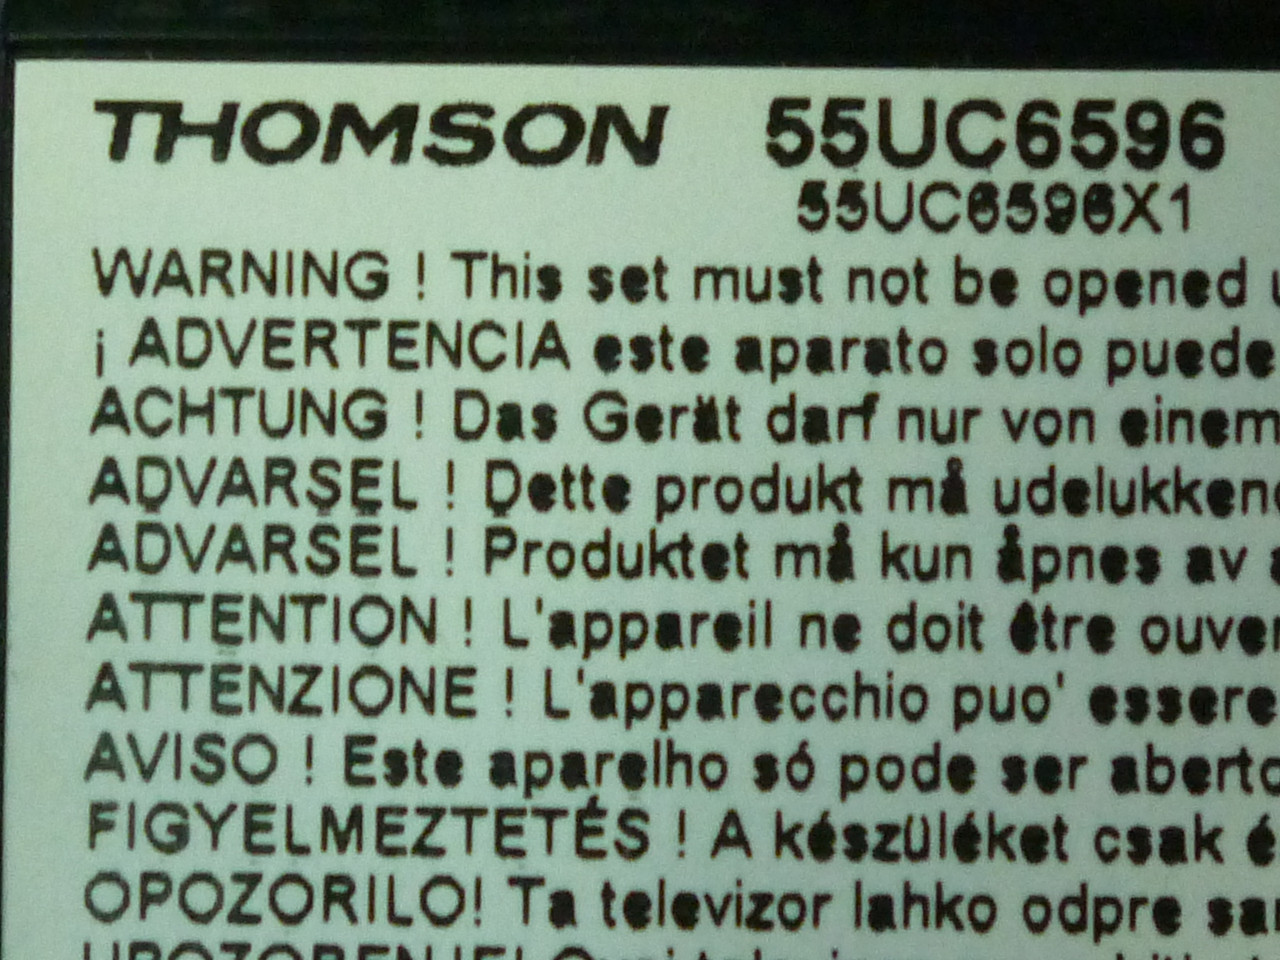 THOMSON 55UC6596
55UC6596X1
WARNING ! This set must not be opened
¡ ADVERTENCIA este aparato solo puede
ACHTUNG ! Das Gerät darf nur von einem
ADVARSEL ! Dette produkt må
ADVARSEL ! Produktet må kun åpnes av
ATTENTION ! L'appareil ne doit être
ATTENZIONE ! L'apparecchio puo' essere
AVISO ! Este aparelho só pode ser
FIGYELMEZTETÉS ! A készüléket csak
OPOZORILO! Ta televizor lahko odpre